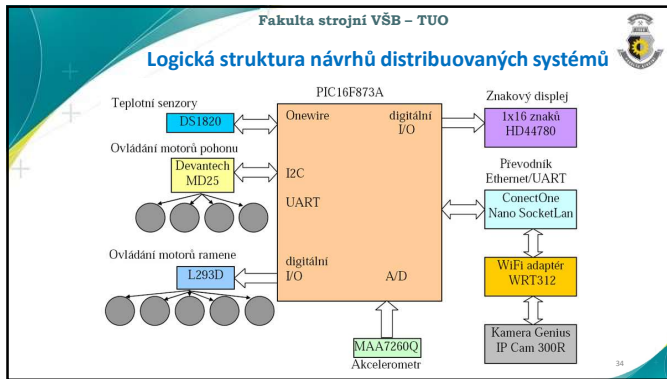 Fakulta strojní VŠB – TUO
Logická struktura návrhů distribuovaných systémů
PIC16F873A
Teplotní senzory
DS1820
Onewire
digitální
I/O
Znakový displej
1x16 znaků
HD44780
Ovládání motorů pohonu
Devantech
MD25
I2C
UART
Převodník
Ethernet/UART
ConectOne
Nano SocketLan
Ovládání motorů ramene
L293D
digitální
I/O
A/D
WiFi adaptér
WRT312
Kamera Genius
IP Cam 300R
MAA7260Q
Akcelerometr
34